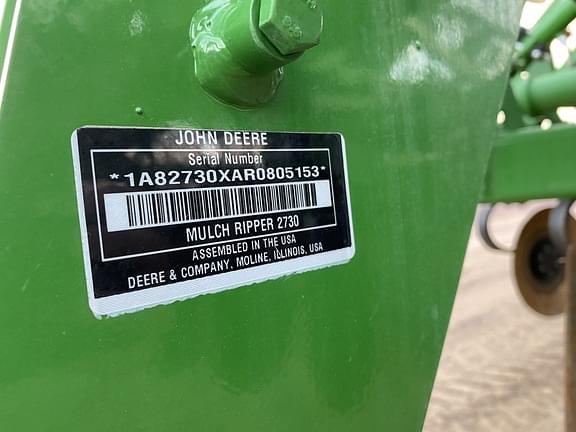 JOHN DEERE
Serial Number
*1A82730XAR0805153*
MULCH RIPPER 2730
ASSEMBLED IN THE USA
DEERE & COMPANY, MOLINE, ILLINOIS, USA